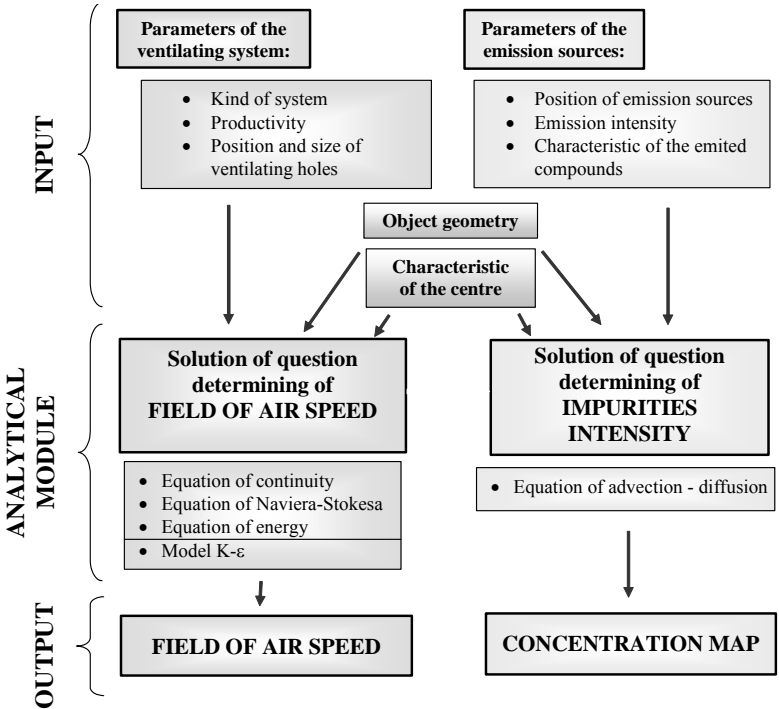 INPUT
Parameters of the
ventilating system:
• Kind of system
• Productivity
• Position and size of
ventilating holes
Parameters of the
emission sources:
• Position of emission sources
• Emission intensity
• Characteristic of the emited
compounds
Object geometry
Characteristic
of the centre
ANALYTICAL
MODULE
Solution of question
determining of
FIELD OF AIR SPEED
• Equation of continuity
• Equation of Naviera-Stokesa
• Equation of energy
• Model K-ε
Solution of question
determining of
IMPURITIES
INTENSITY
• Equation of advection - diffusion
OUTPUT
FIELD OF AIR SPEED
CONCENTRATION MAP